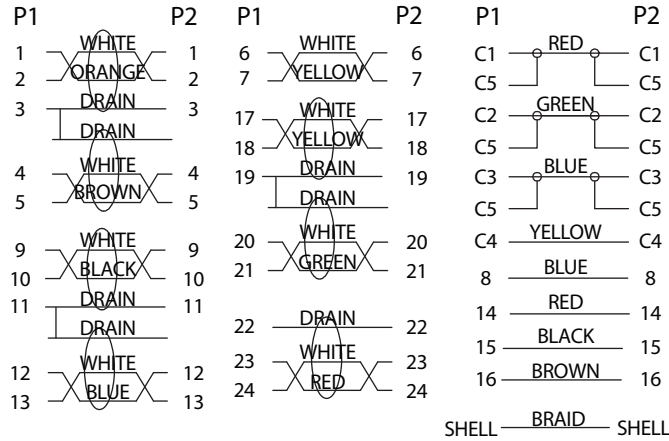 P1 P2
1 WHITE 1
2 ORANGE 2
3 DRAIN 3
DRAIN
4 WHITE 4
5 BROWN 5
9 WHITE 9
10 BLACK 10
11 DRAIN 11
DRAIN
12 WHITE 12
13 BLUE 13
P1 P2
6 WHITE 6
7 YELLOW 7
17 WHITE 17
18 YELLOW 18
19 DRAIN 19
DRAIN
20 WHITE 20
21 GREEN 21
22 DRAIN 22
23 WHITE 23
24 RED 24
P1 P2
C1 RED C1
C5 C5
C2 GREEN C2
C5 C5
C3 BLUE C3
C5 C5
C4 YELLOW C4
8 BLUE 8
14 RED 14
15 BLACK 15
16 BROWN 16
SHELL BRAID SHELL